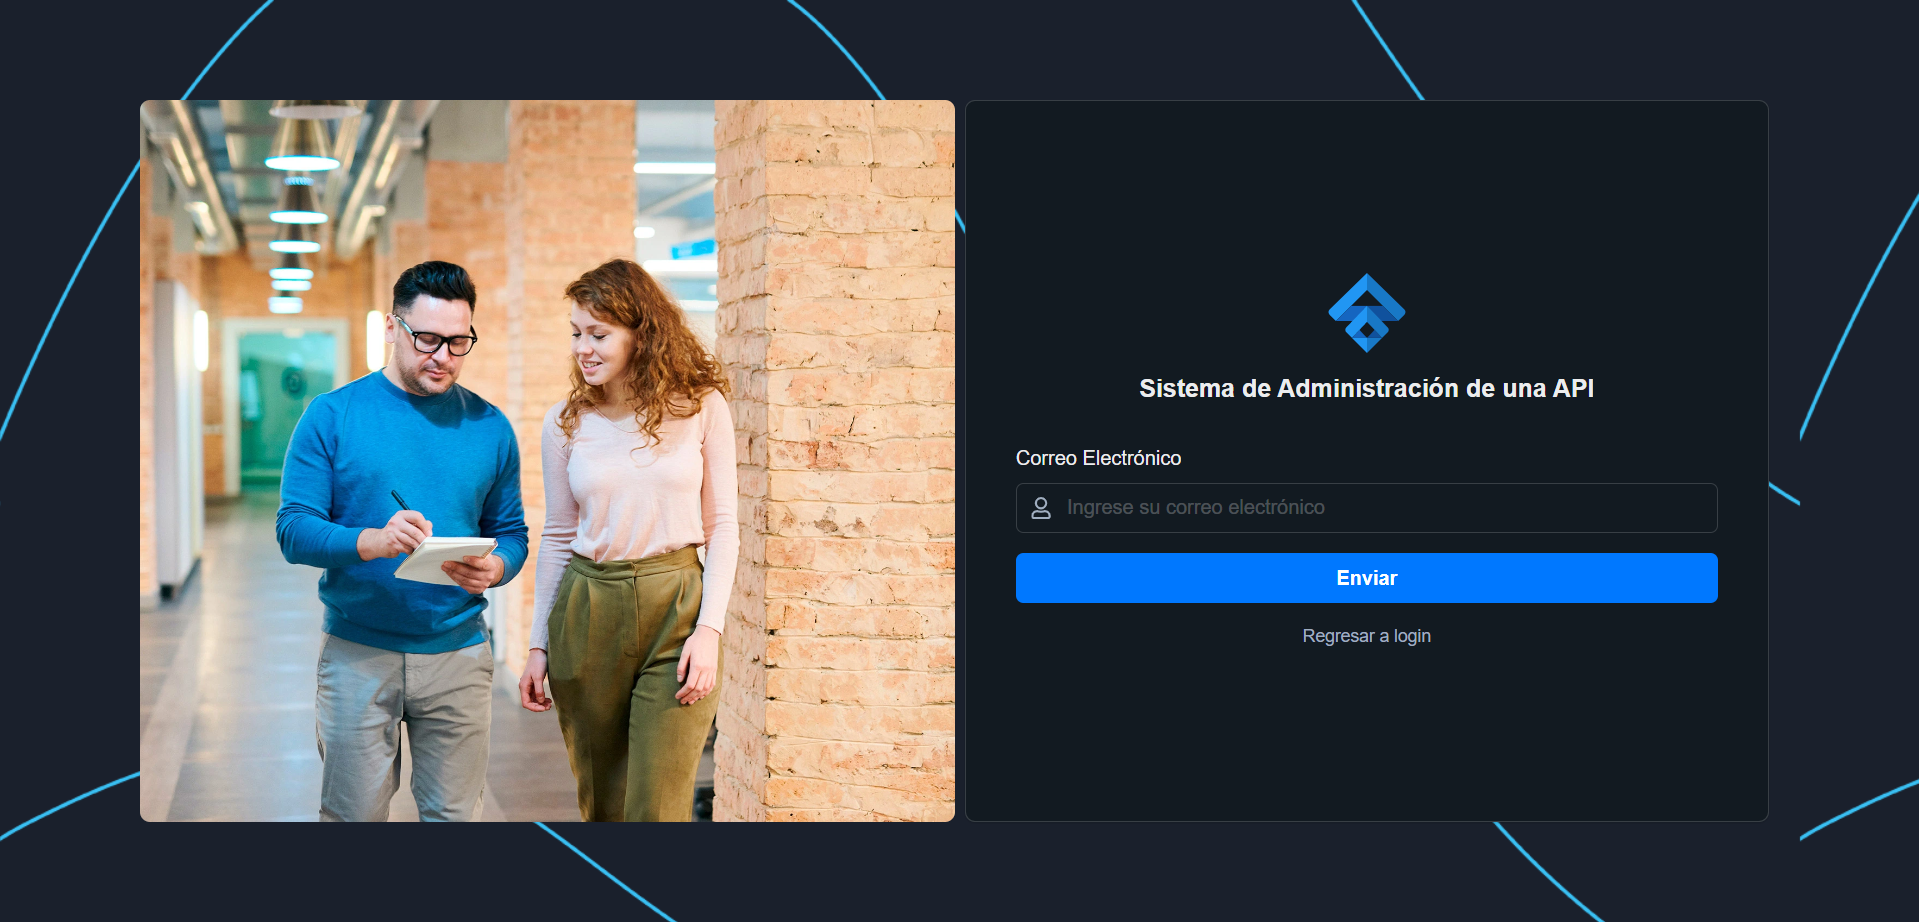 Sistema de Administración de una API
Correo Electrónico
Ingrese su correo electrónico
Enviar
Regresar a login